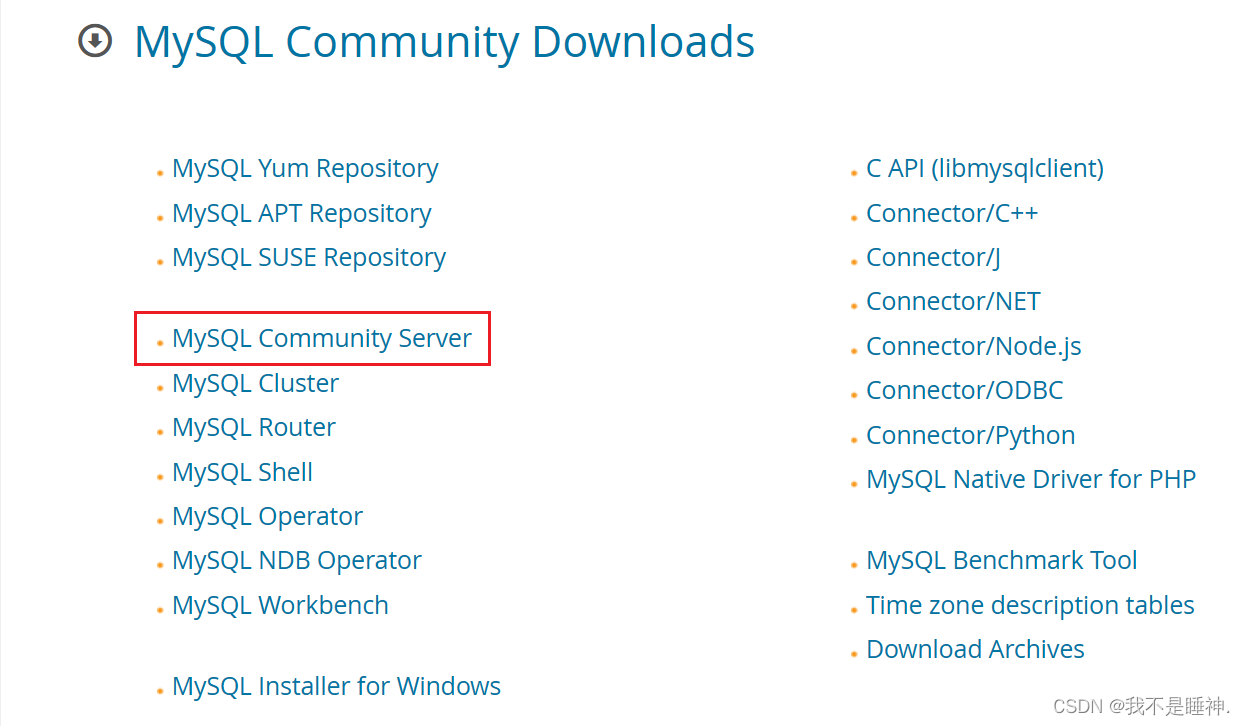 MySQL Community Downloads
MySQL Yum Repository
MySQL APT Repository
MySQL SUSE Repository
MySQL Community Server
MySQL Cluster
MySQL Router
MySQL Shell
MySQL Operator
MySQL NDB Operator
MySQL Workbench
MySQL Installer for Windows
C API (libmysqlclient)
Connector/C++
Connector/J
Connector/NET
Connector/Node.js
Connector/ODBC
Connector/Python
MySQL Native Driver for PHP
MySQL Benchmark Tool
Time zone description tables
Download Archives
CSDN @我不是睡神.